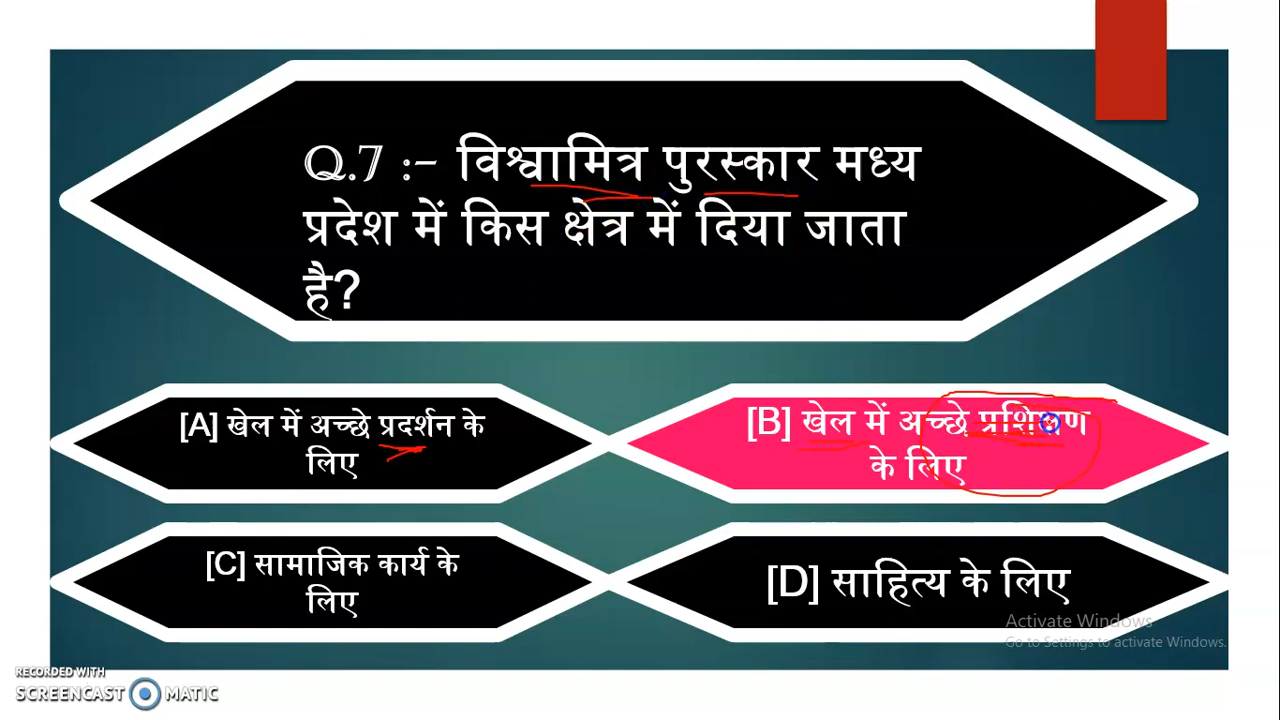 Q.7 :- विश्वामित्र पुरस्कार मध्य
प्रदेश में किस क्षेत्र में दिया जाता
है?
[A] खेल में अच्छे प्रदर्शन के
लिए
[B] खेल में अच्छे प्रशिक्षण
के लिए
[C] सामाजिक कार्य के
लिए
[D] साहित्य के लिए
Activate Windows
Go to Settings to activate Windows.
RECORDED WITH
SCREENCAST MATIC